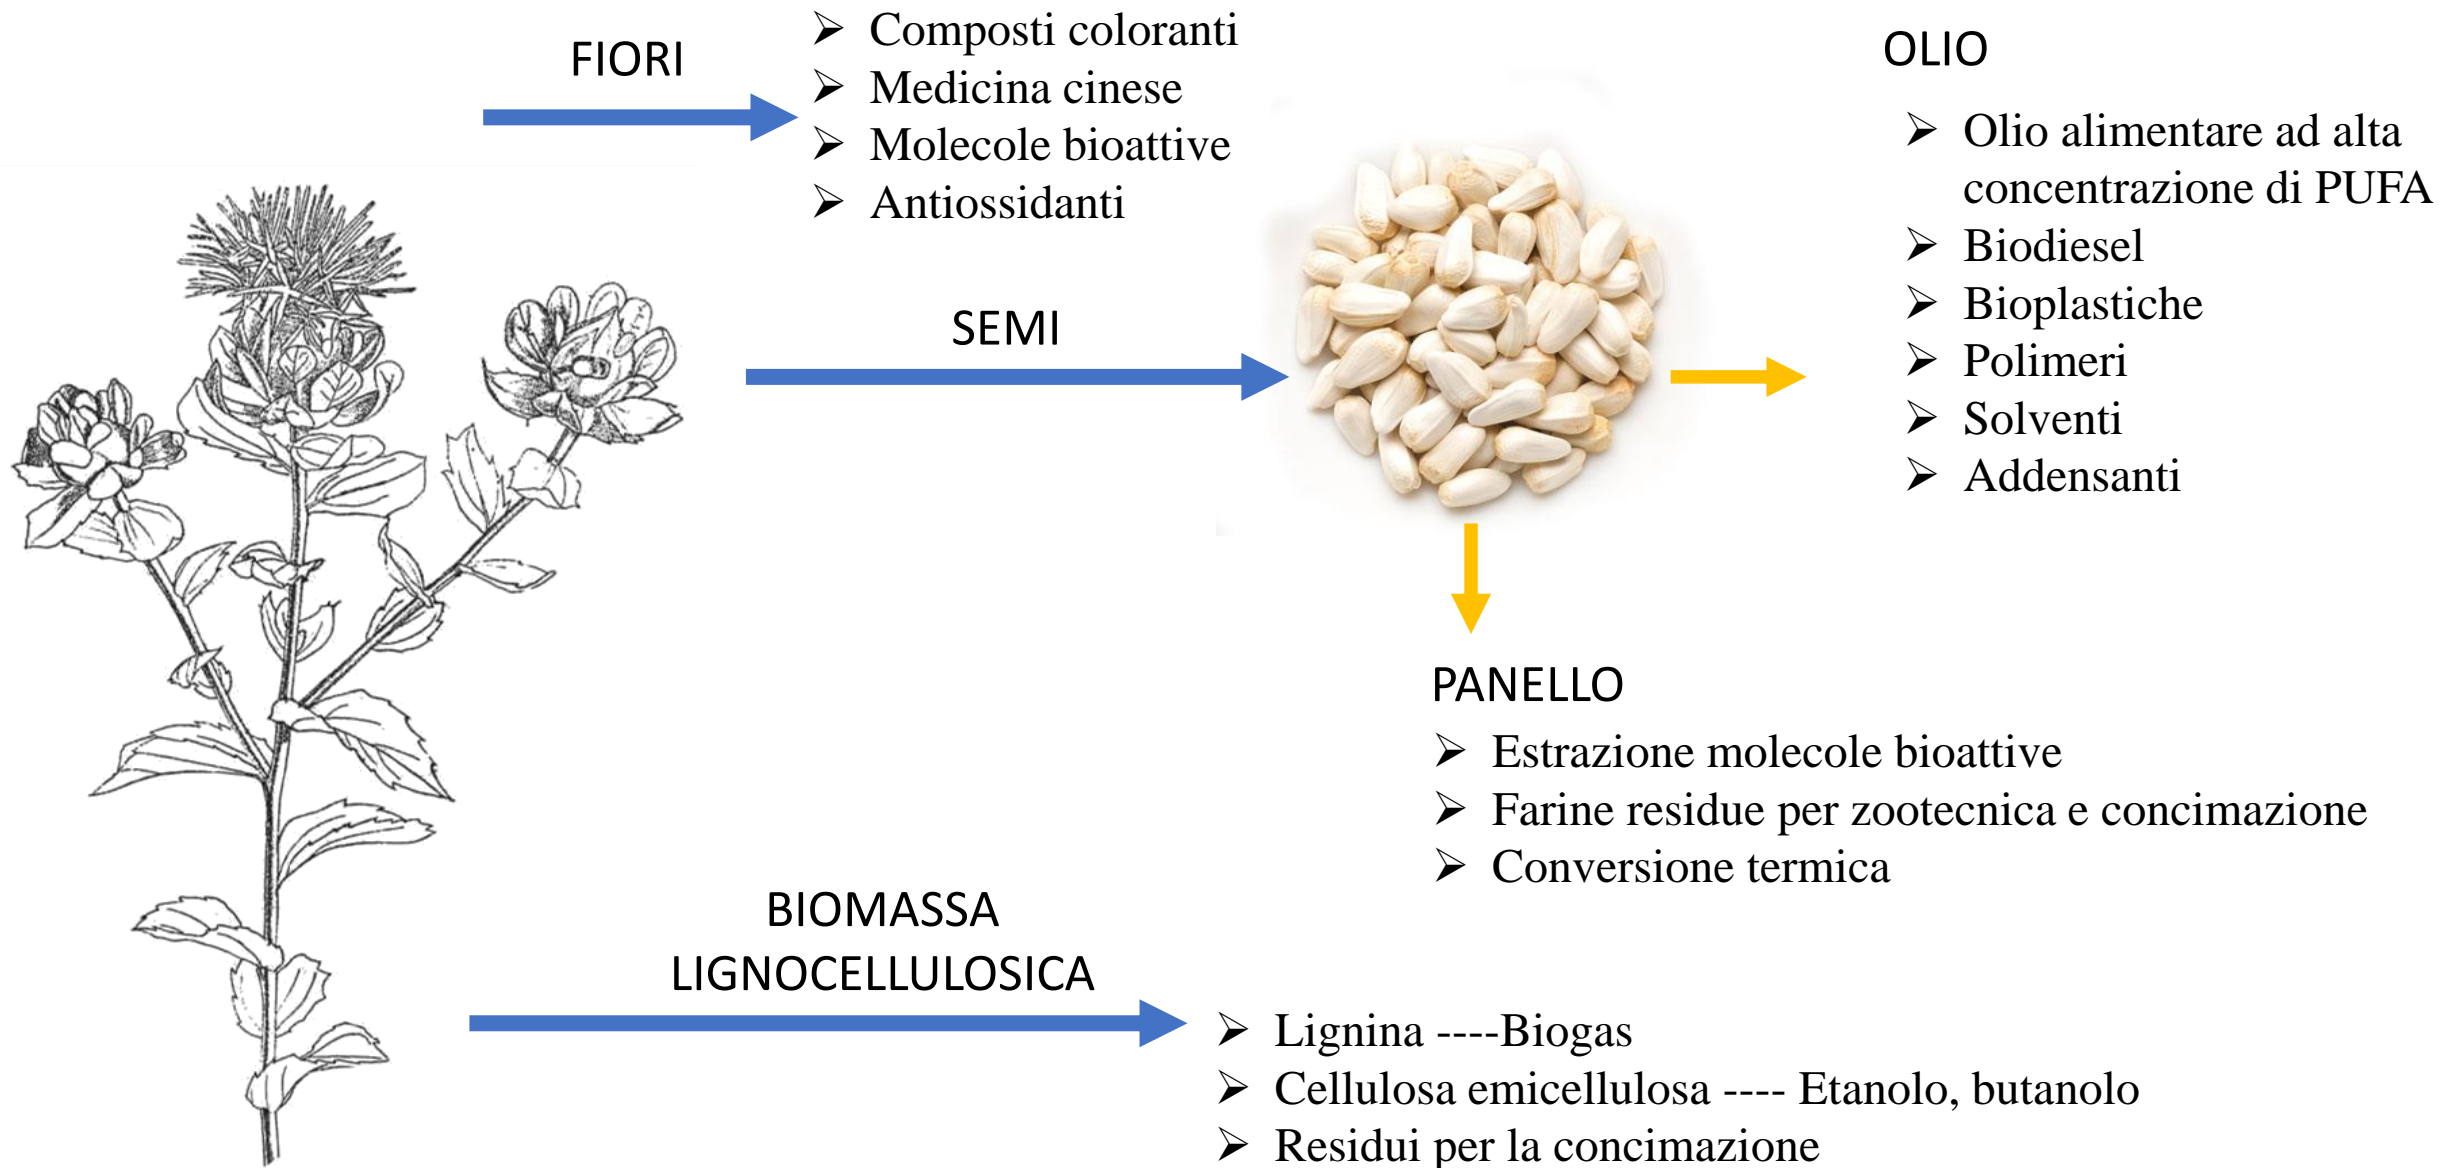 FIORI
➢ Composti coloranti
➢ Medicina cinese
➢ Molecole bioattive
➢ Antiossidanti
SEMI
OLIO
➢ Olio alimentare ad alta
concentrazione di PUFA
➢ Biodiesel
➢ Bioplastiche
➢ Polimeri
➢ Solventi
➢ Addensanti
PANELLO
➢ Estrazione molecole bioattive
➢ Farine residue per zootecnica e concimazione
➢ Conversione termica
BIOMASSA
LIGNOCELLULOSICA
➢ Lignina ----Biogas
➢ Cellulosa emicellulosa ---- Etanolo, butanolo
➢ Residui per la concimazione